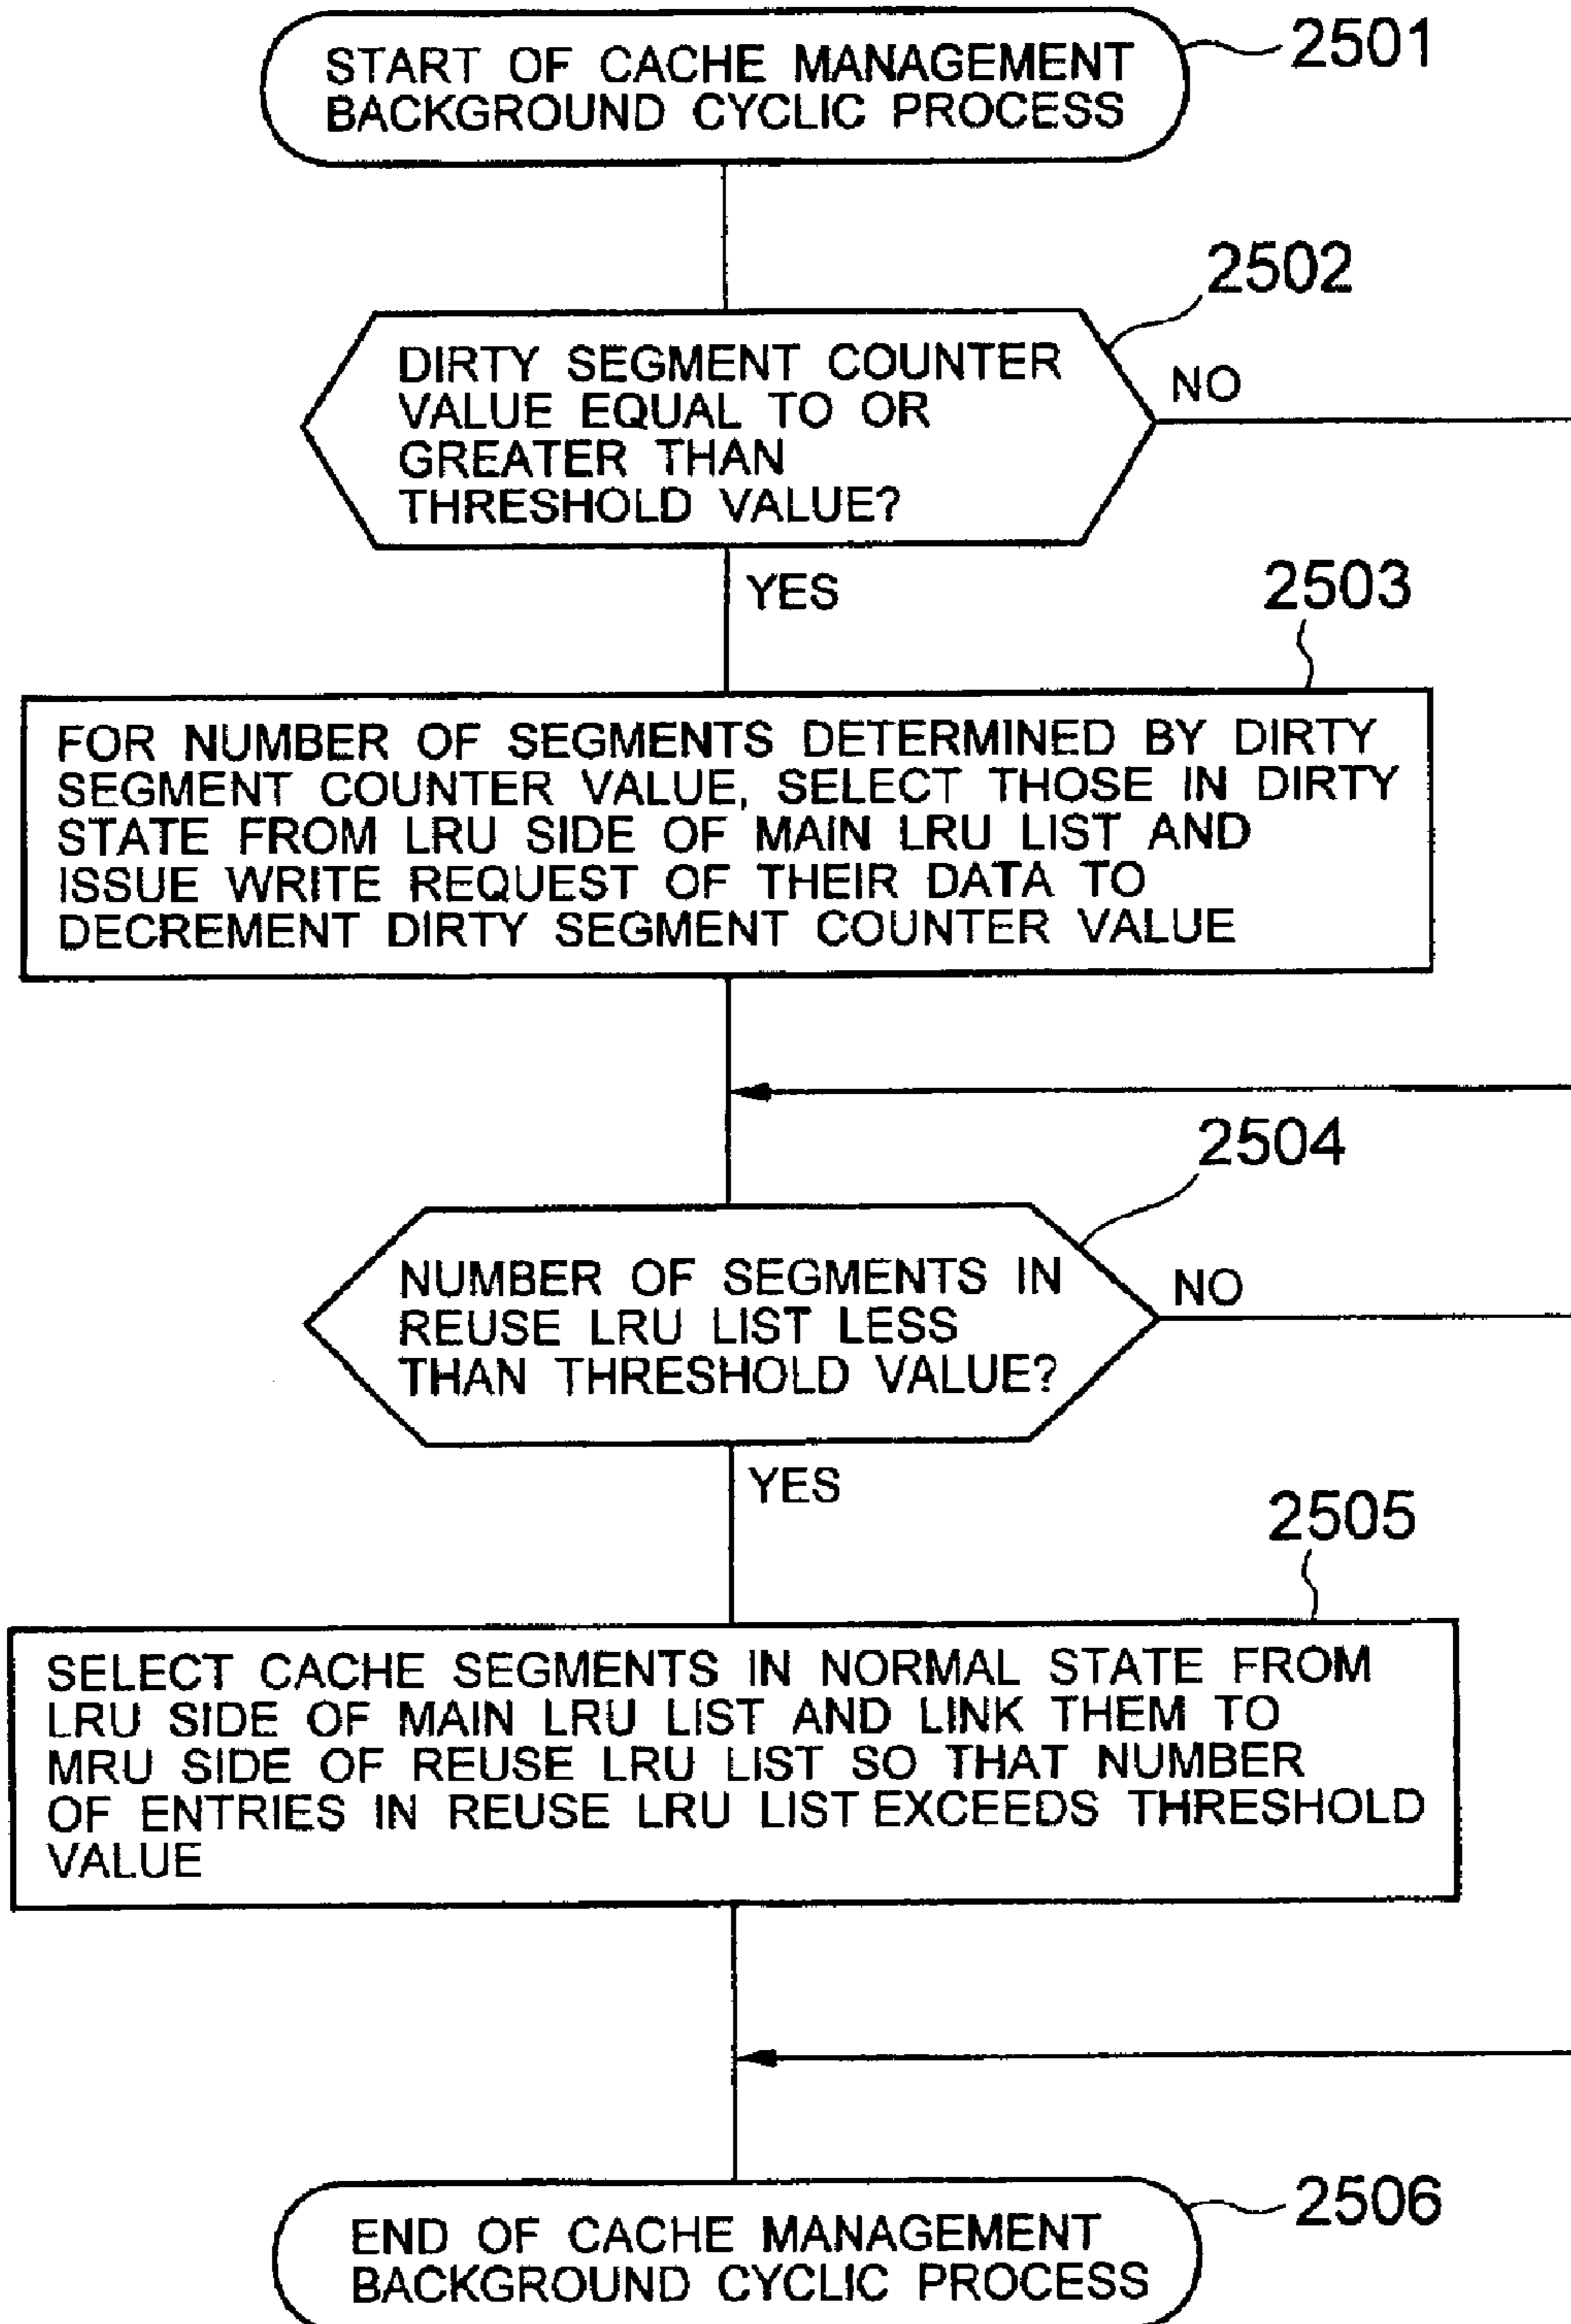 START OF CACHE MANAGEMENT
BACKGROUND CYCLIC PROCESS
2501
2502
DIRTY SEGMENT COUNTER
VALUE EQUAL TO OR
GREATER THAN
THRESHOLD VALUE?
NO
YES
2503
FOR NUMBER OF SEGMENTS DETERMINED BY DIRTY
SEGMENT COUNTER VALUE, SELECT THOSE IN DIRTY
STATE FROM LRU SIDE OF MAIN LRU LIST AND
ISSUE WRITE REQUEST OF THEIR DATA TO
DECREMENT DIRTY SEGMENT COUNTER VALUE
2504
NUMBER OF SEGMENTS IN
REUSE LRU LIST LESS
THAN THRESHOLD VALUE?
NO
YES
2505
SELECT CACHE SEGMENTS IN NORMAL STATE FROM
LRU SIDE OF MAIN LRU LIST AND LINK THEM TO
MRU SIDE OF REUSE LRU LIST SO THAT NUMBER
OF ENTRIES IN REUSE LRU LIST EXCEEDS THRESHOLD
VALUE
2506
END OF CACHE MANAGEMENT
BACKGROUND CYCLIC PROCESS